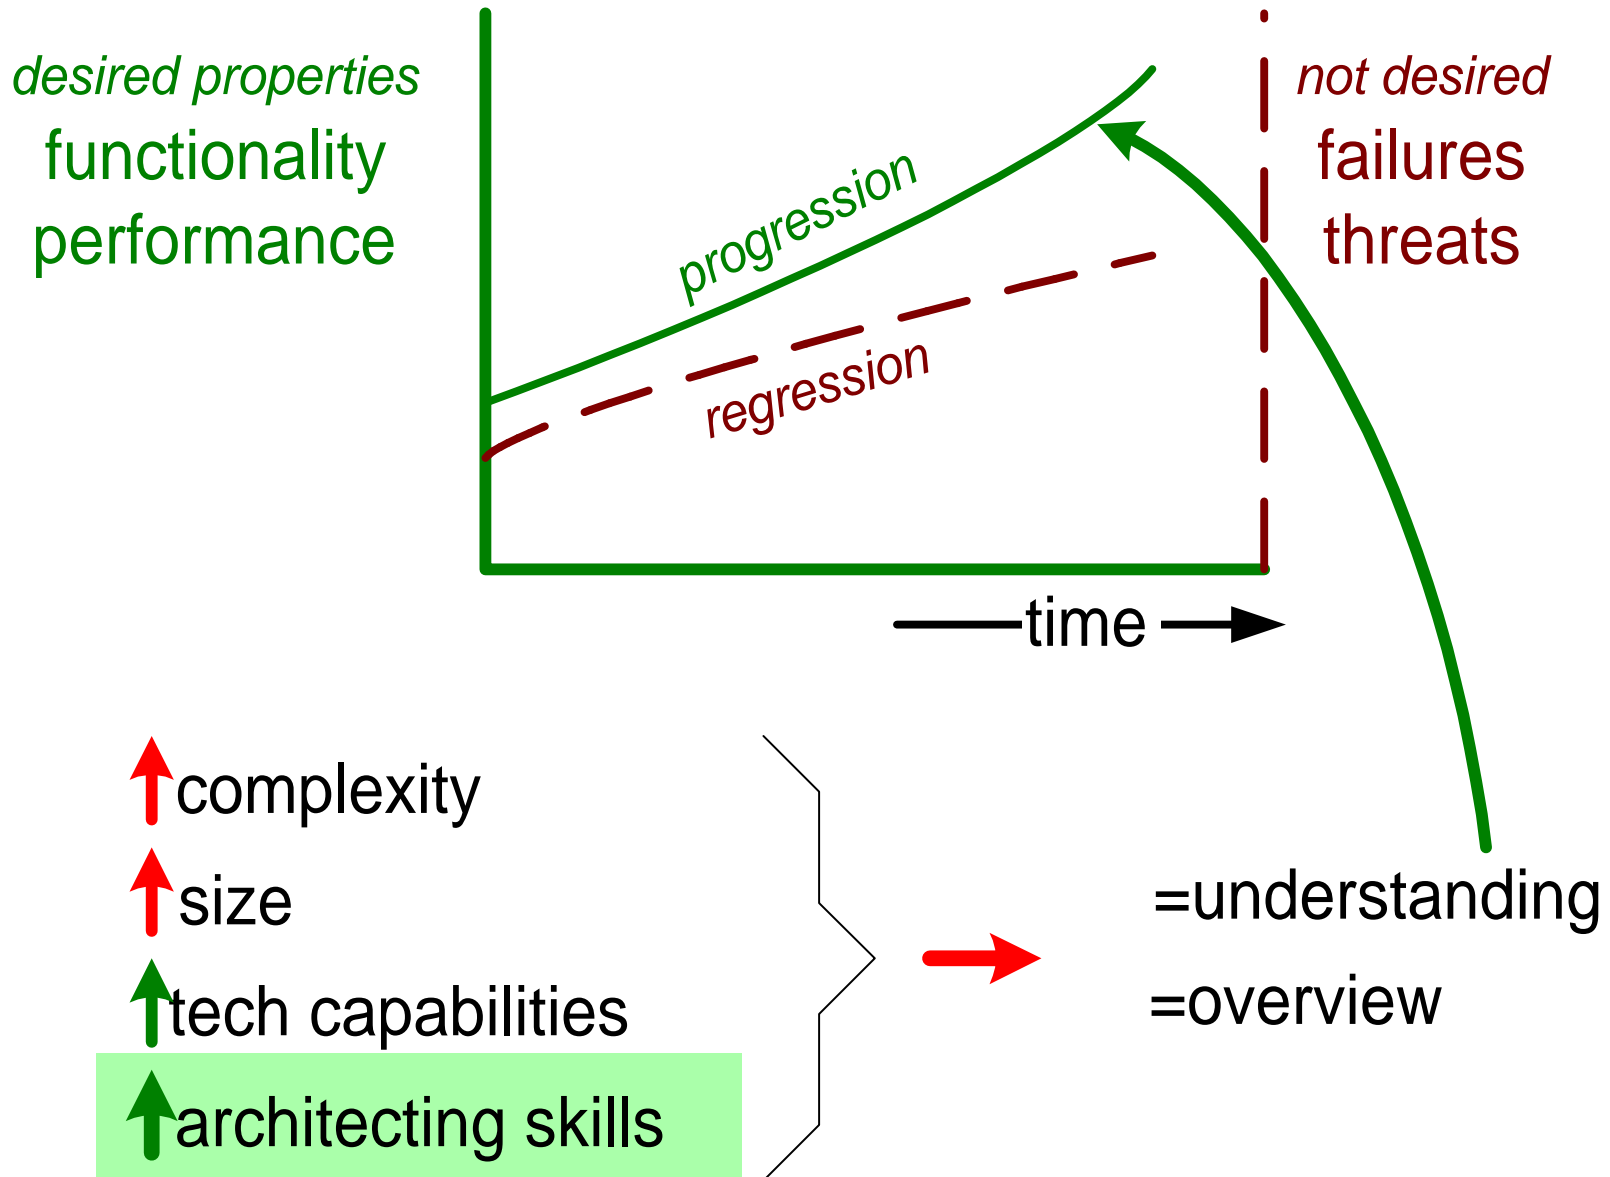 desired properties
functionality
performance
progression
regression
not desired
failures
threats
time
complexity
size
tech capabilities
architecting skills
=understanding
=overview